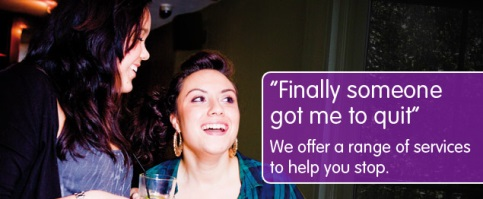 “Finally someone
got me to quit”
We offer a range of services
to help you stop.